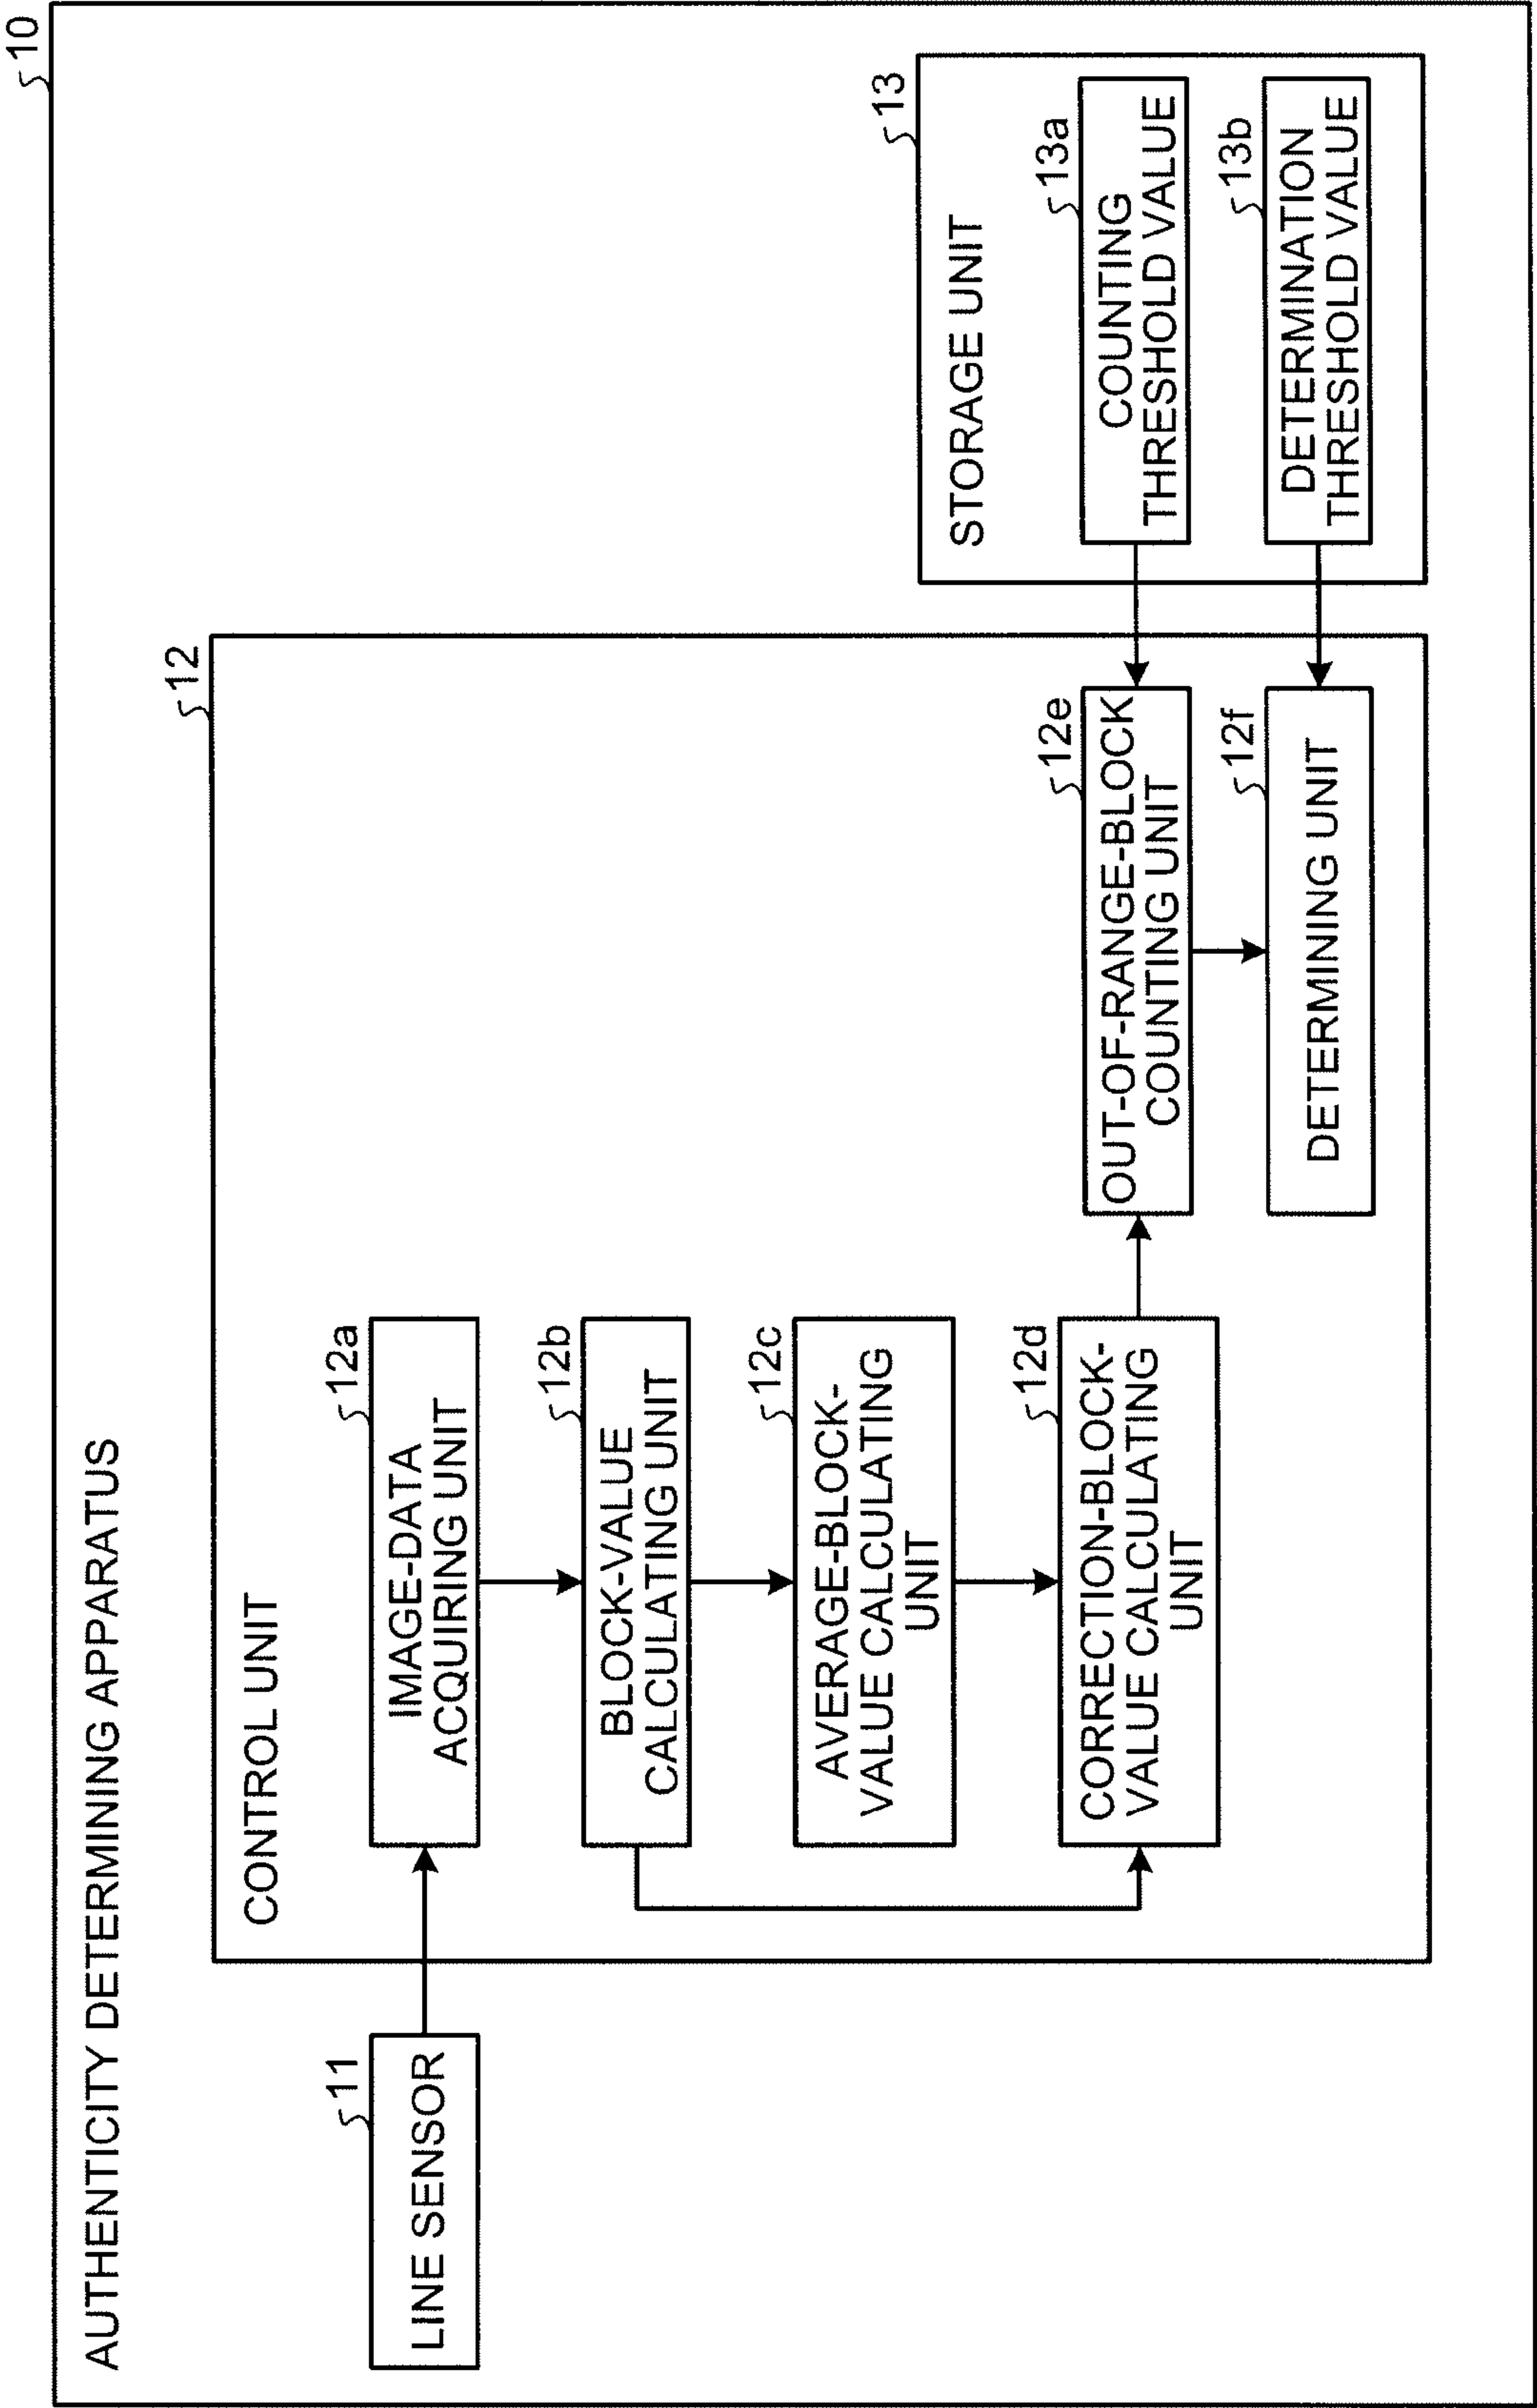 10
AUTHENTICITY DETERMINING APPARATUS
12
CONTROL UNIT
11
LINE SENSOR
12a
IMAGE-DATA
ACQUIRING UNIT
12b
BLOCK-VALUE
CALCULATING UNIT
12c
AVERAGE-BLOCK-
VALUE CALCULATING
UNIT
12d
CORRECTION-BLOCK-
VALUE CALCULATING
UNIT
12e
OUT-OF-RANGE-BLOCK
COUNTING UNIT
12f
DETERMINING UNIT
13
STORAGE UNIT
13a
COUNTING
THRESHOLD VALUE
13b
DETERMINATION
THRESHOLD VALUE